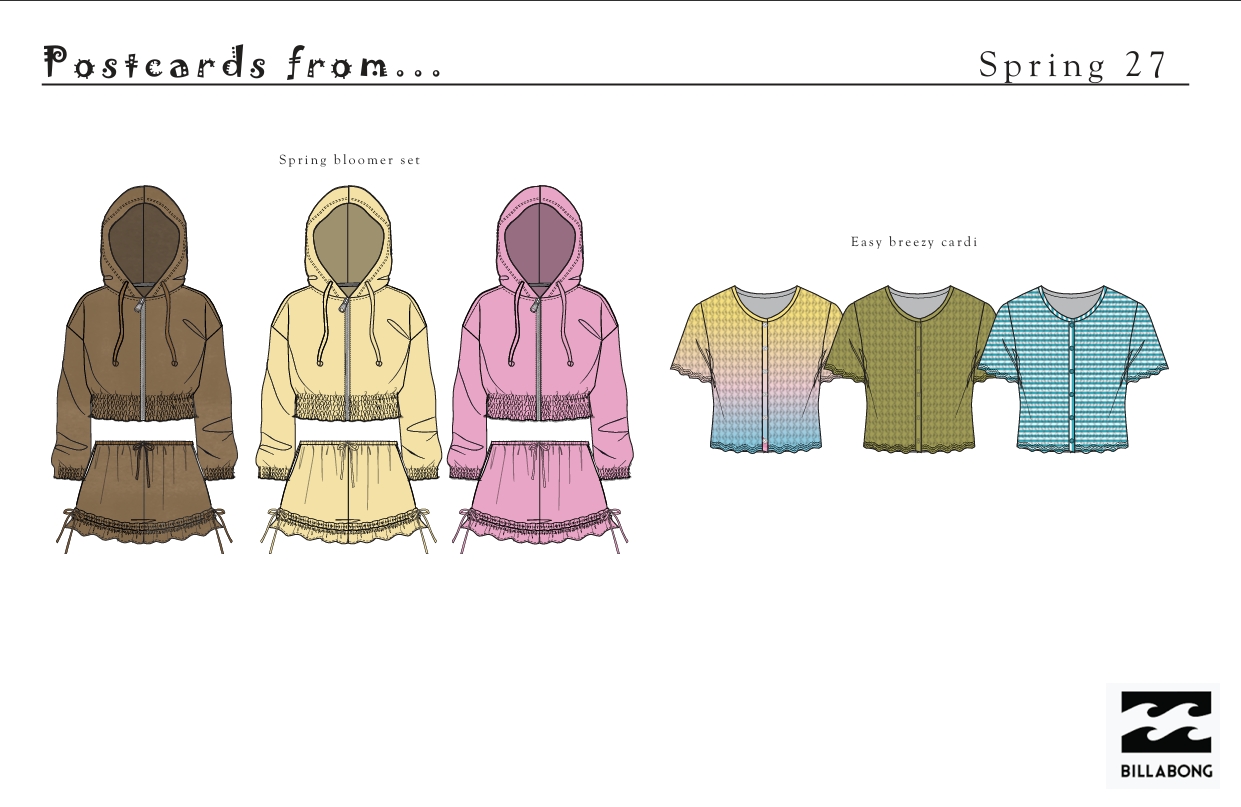 Postcards from...
Spring 27
Spring bloomer set
Easy breezy cardi
BILLABONG